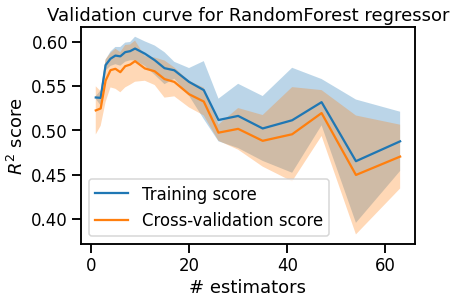 Validation curve for RandomForest regressor
R² score
0.60
0.55
0.50
0.45
0.40
Training score
Cross-validation score
0
20
40
60
# estimators